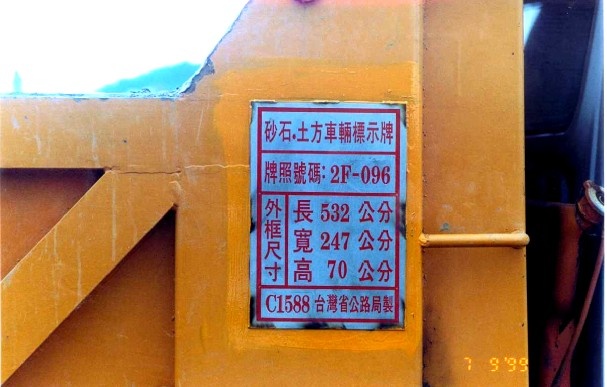 砂石.土方車輛標示牌
牌照號碼:2F-096
外框尺寸
長 532 公分
寬 247 公分
高 70 公分
C1588 台灣省公路局製
7 9'99